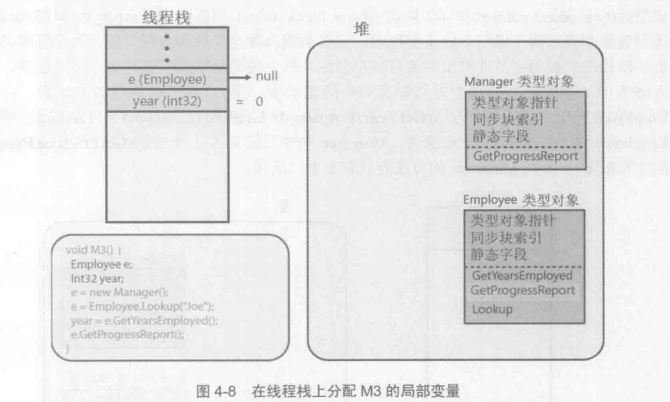 线程栈
e (Employee)
null
year (int32)
= 0
void M3() {
Employee e;
Int32 year;
e = new Manager();
e = Employee.Lookup("Joe");
year = e.GetYearsEmployed();
e.GetProgressReport();
}
堆
Manager 类型对象
类型对象指针
同步块索引
静态字段
GetProgressReport
Employee 类型对象
类型对象指针
同步块索引
静态字段
GetYearsEmployed
GetProgressReport
Lookup
图 4-8 在线程栈上分配 M3 的局部变量